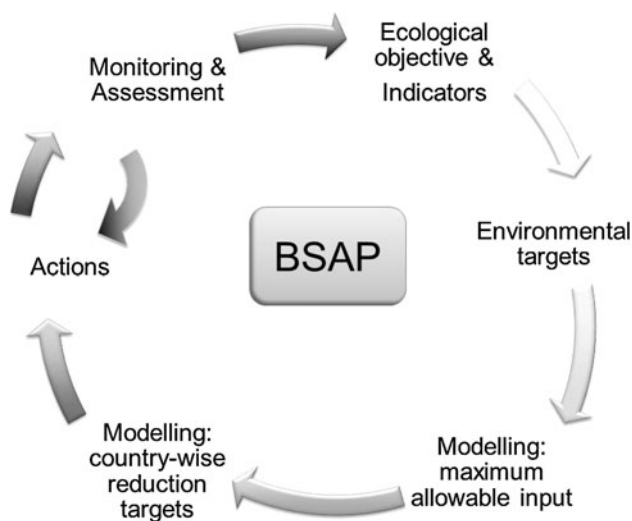 Monitoring &
Assessment
Ecological
objective &
Indicators
Environmental
targets
Modelling:
maximum
allowable input
Modelling:
country-wise
reduction
targets
Actions
BSAP